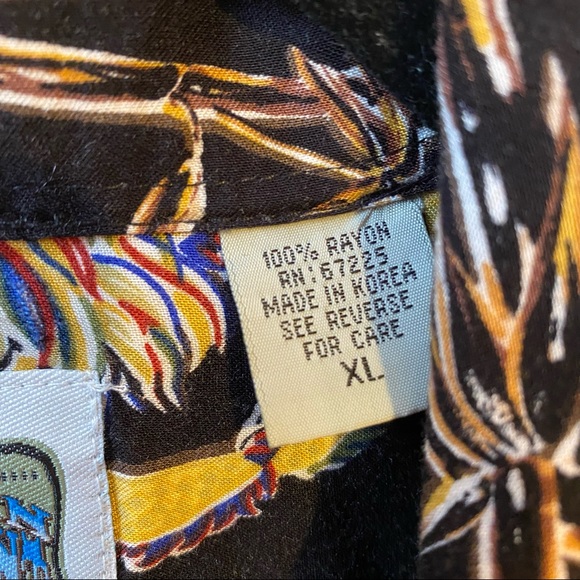 100% RAYON
RN: 67225
MADE IN KOREA
SEE REVERSE
FOR CARE
XL